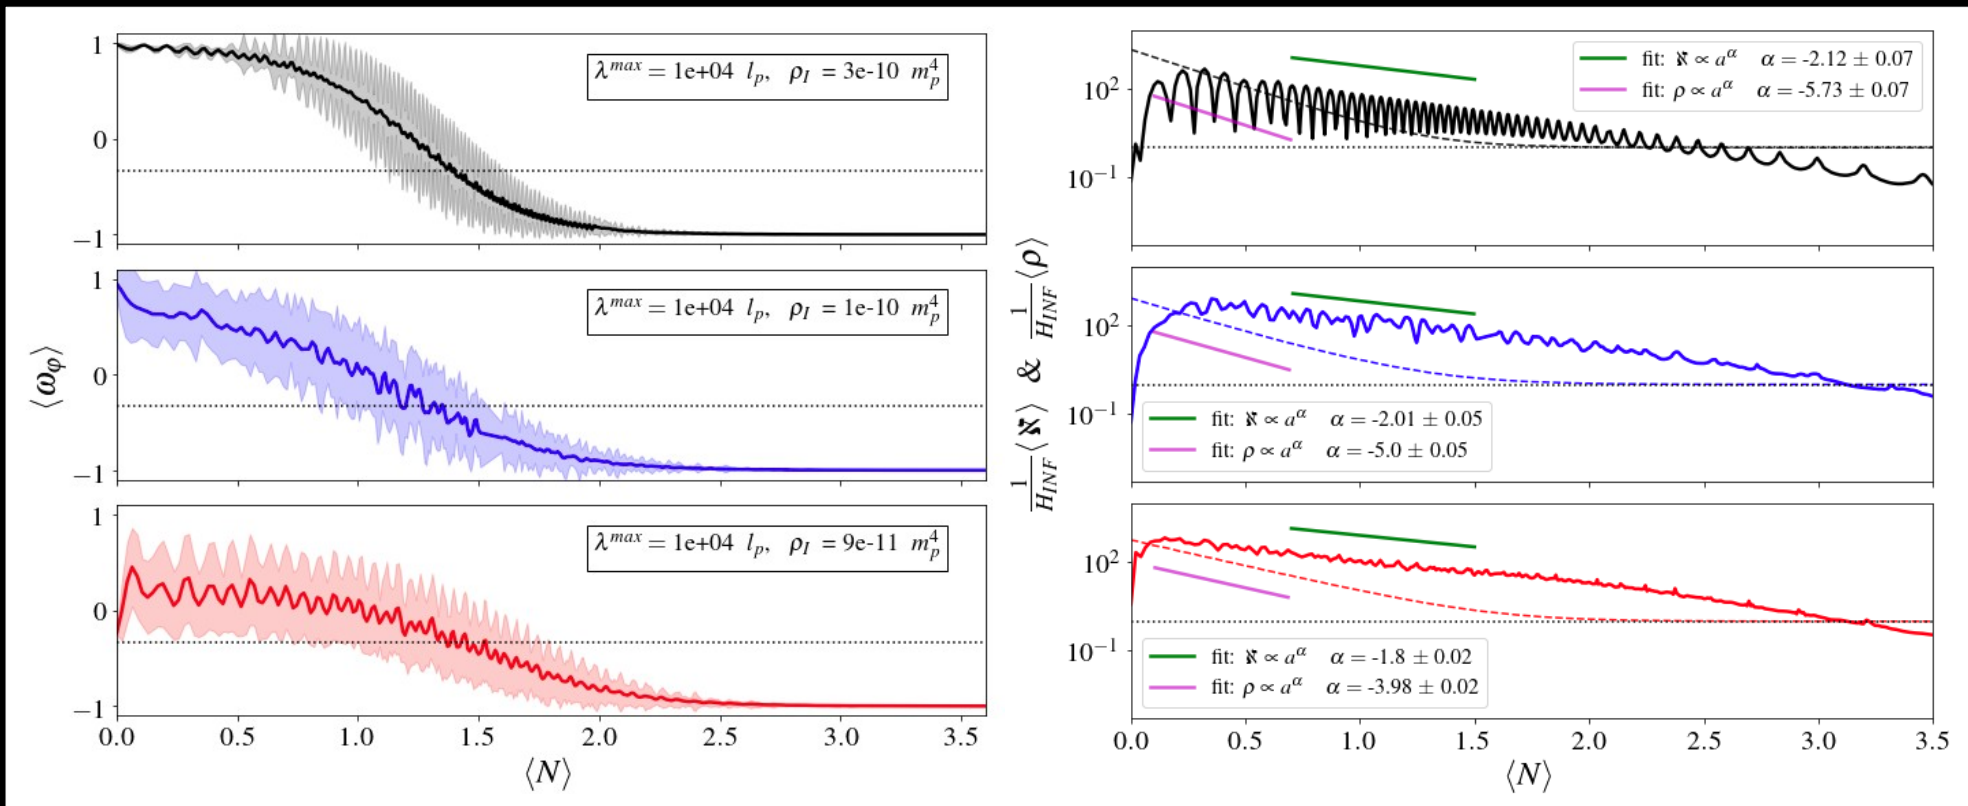 ⟨ω_φ⟩
1
0
−1
λ^max = 1e+04 l_p, ρ_I = 3e-10 m_p^4
1
0
−1
λ^max = 1e+04 l_p, ρ_I = 1e-10 m_p^4
1
0
−1
λ^max = 1e+04 l_p, ρ_I = 9e-11 m_p^4
0.0 0.5 1.0 1.5 2.0 2.5 3.0 3.5
⟨N⟩
10^2
10^−1
fit: ℵ ∝ a^α α = -2.12 ± 0.07
fit: ρ ∝ a^α α = -5.73 ± 0.07
10^2
10^−1
fit: ℵ ∝ a^α α = -2.01 ± 0.05
fit: ρ ∝ a^α α = -5.0 ± 0.05
10^2
10^−1
fit: ℵ ∝ a^α α = -1.8 ± 0.02
fit: ρ ∝ a^α α = -3.98 ± 0.02
1/H_INF ⟨ℵ⟩ & 1/H_INF ⟨ρ⟩
0.0 0.5 1.0 1.5 2.0 2.5 3.0 3.5
⟨N⟩